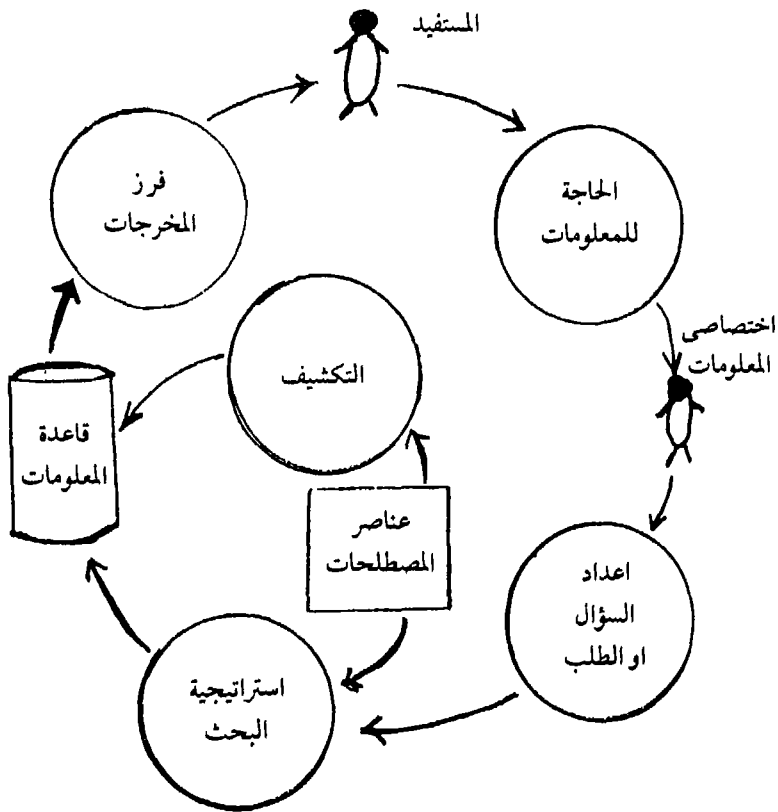 المستفيد
الحاجة
للمعلومات
اختصاصى
المعلومات
اعداد
السؤال
او الطلب
استراتيجية
البحث
عناصر
المصطلحات
التكشيف
قاعدة
المعلومات
فرز
المخرجات